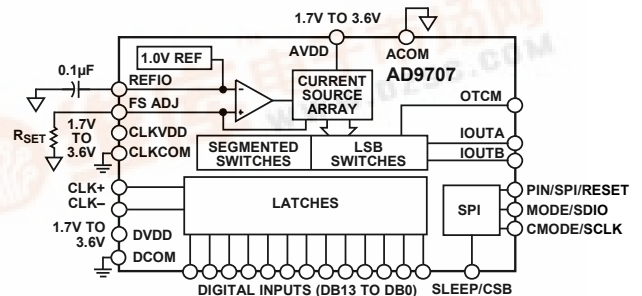 1.7V TO 3.6V
AVDD
ACOM
AD9707
1.0V REF
0.1µF
REFIO
CURRENT
SOURCE
ARRAY
OTCM
FS ADJ
RSET
1.7V
TO
3.6V
CLKVDD
CLKCOM
SEGMENTED
SWITCHES
LSB
SWITCHES
IOUTA
IOUTB
CLK+
CLK–
LATCHES
SPI
PIN/SPI/RESET
MODE/SDIO
CMODE/SCLK
1.7V TO
3.6V
DVDD
DCOM
DIGITAL INPUTS (DB13 TO DB0)
SLEEP/CSB